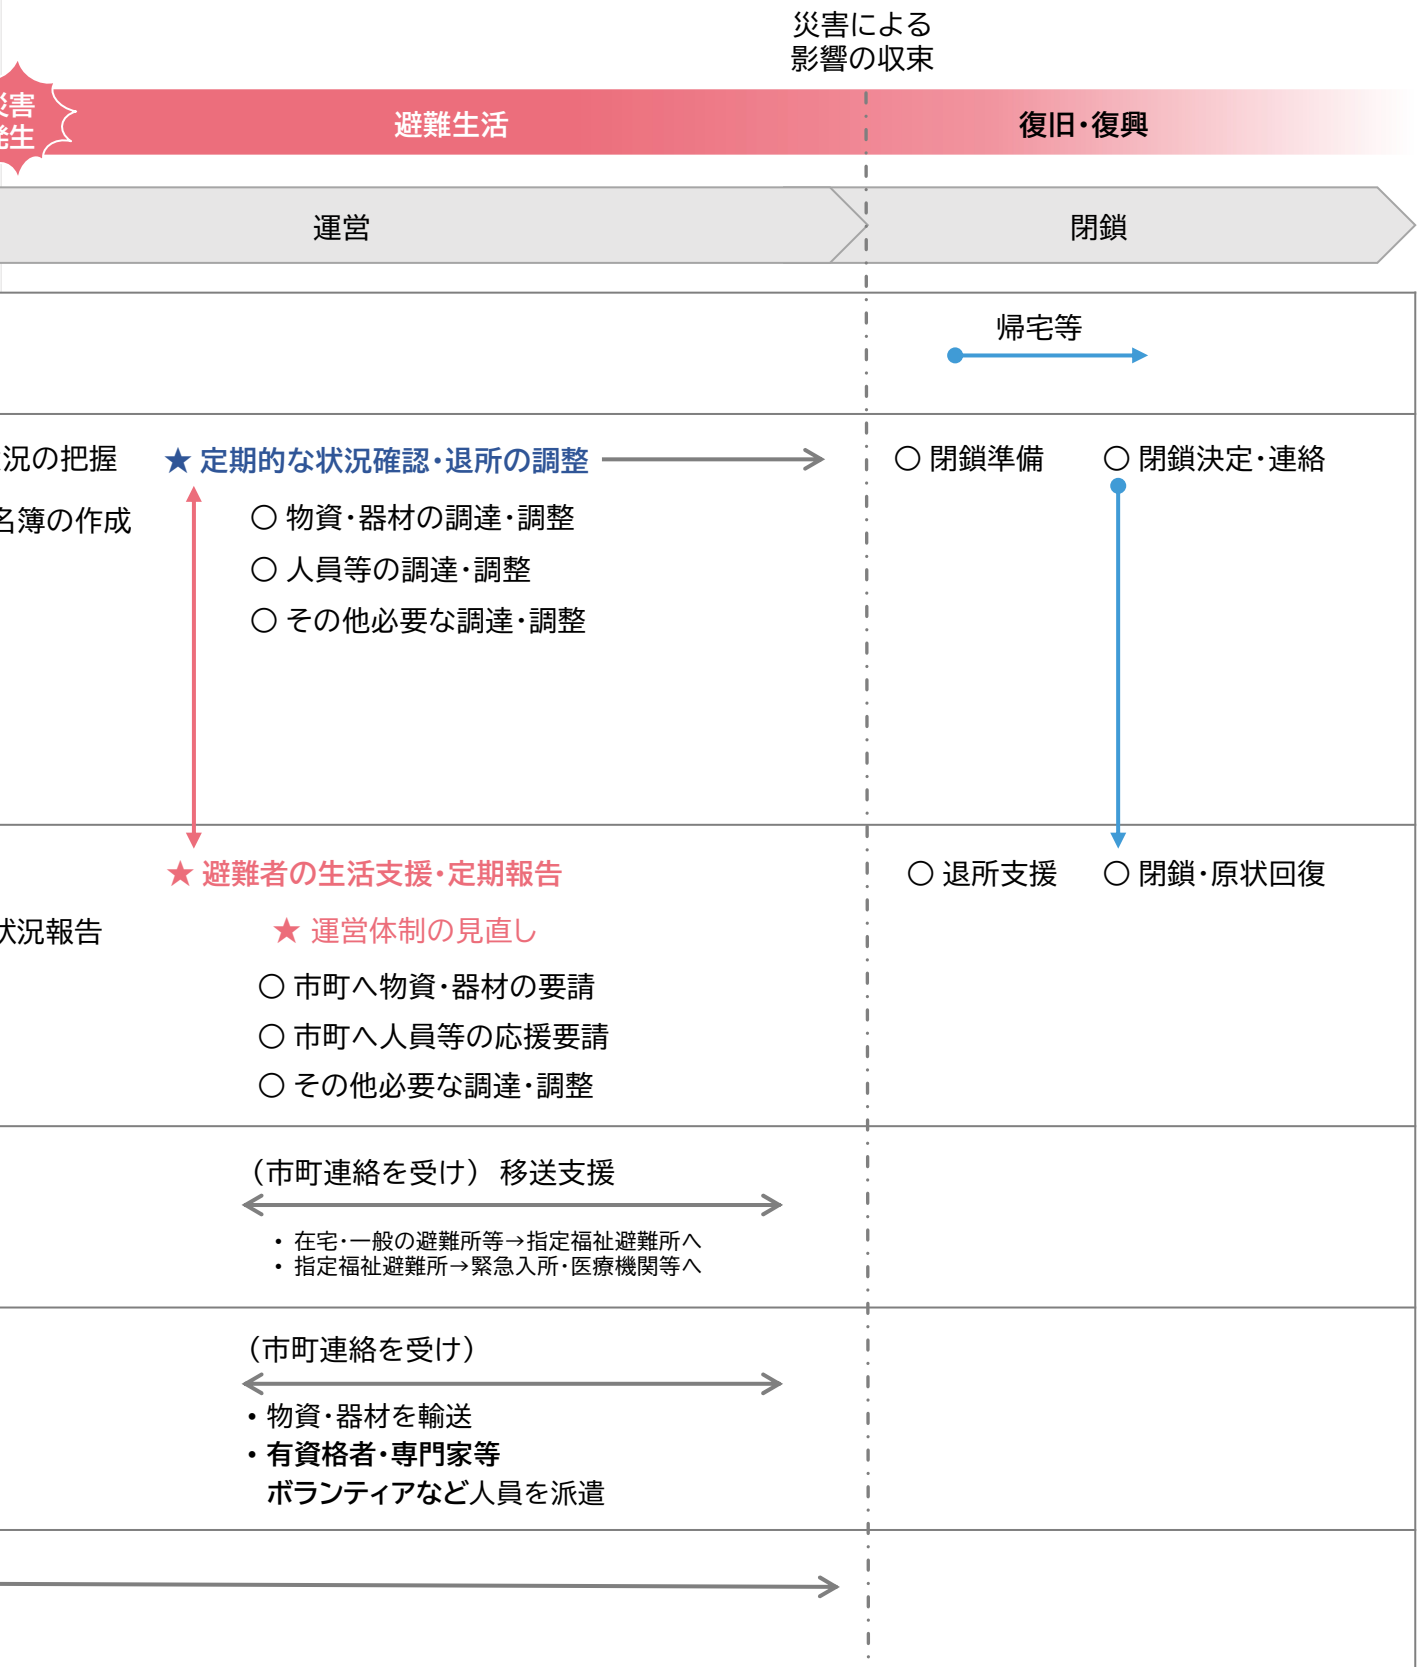 災害による
影響の収束
災害
発生
避難生活
復旧・復興
運営
閉鎖
帰宅等
況の把握
★ 定期的な状況確認・退所の調整
○ 閉鎖準備
○ 閉鎖決定・連絡
名簿の作成
○ 物資・器材の調達・調整
○ 人員等の調達・調整
○ その他必要な調達・調整
★ 避難者の生活支援・定期報告
○ 退所支援
○ 閉鎖・原状回復
状況報告
★ 運営体制の見直し
○ 市町へ物資・器材の要請
○ 市町へ人員等の応援要請
○ その他必要な調達・調整
（市町連絡を受け）移送支援
• 在宅・一般の避難所等→指定福祉避難所へ
• 指定福祉避難所→緊急入所・医療機関等へ
（市町連絡を受け）
・物資・器材を輸送
・有資格者・専門家等
ボランティアなど人員を派遣